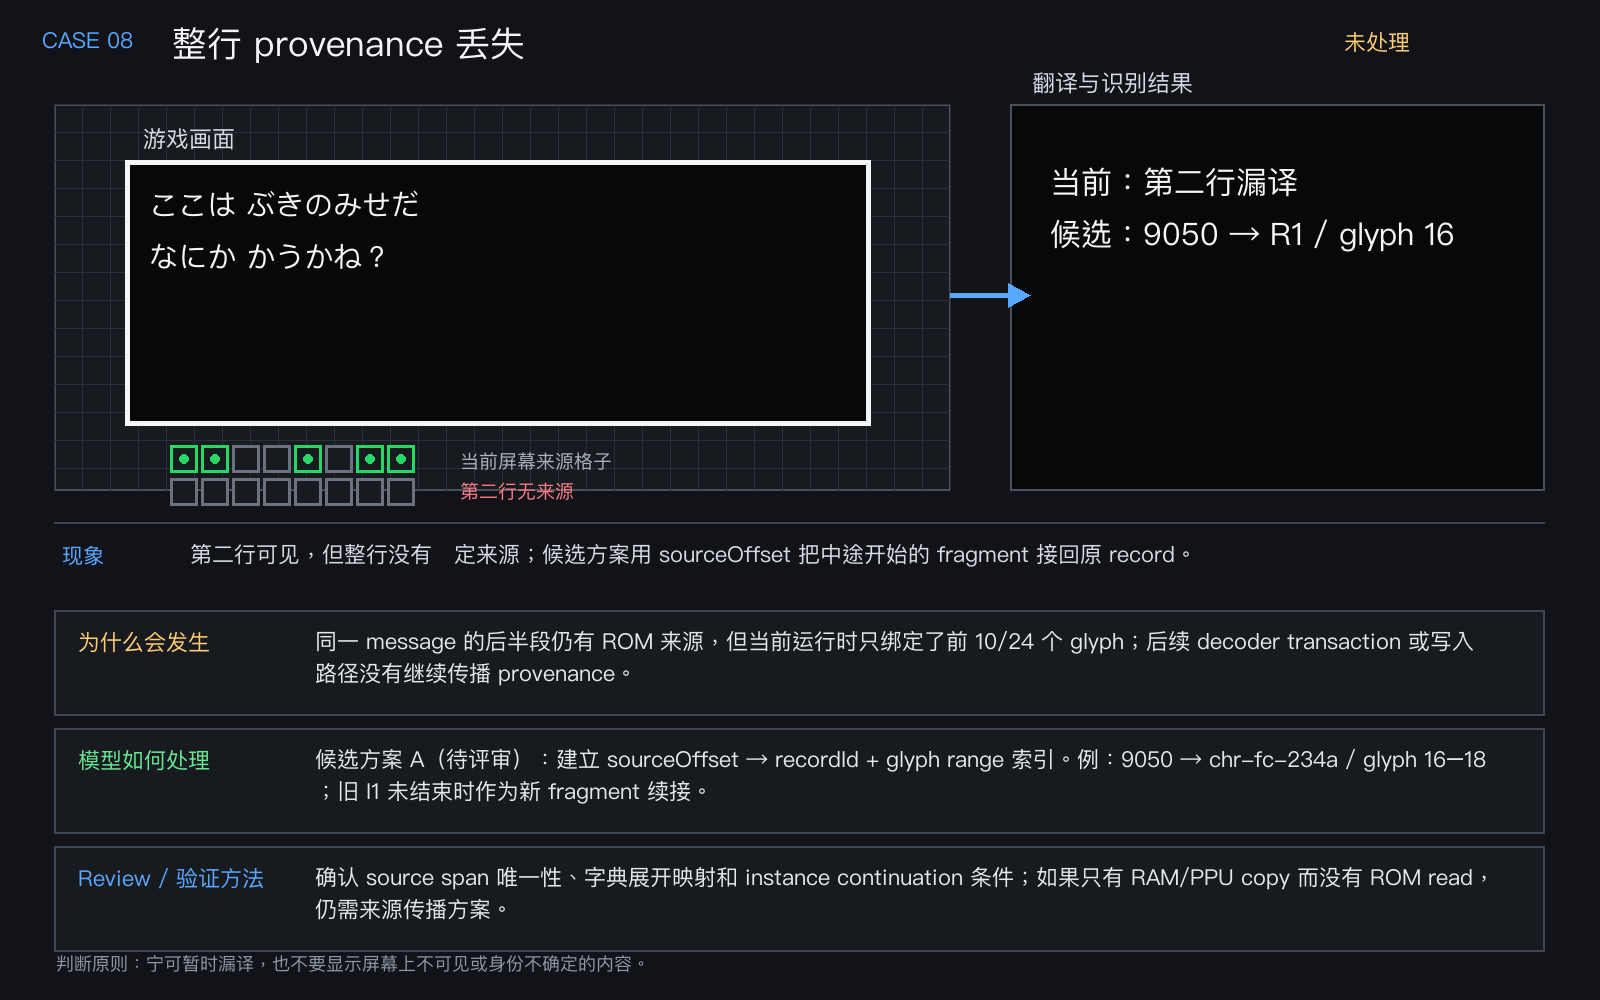 CASE 08
整行 provenance 丢失
未处理
翻译与识别结果
游戏画面
ここは ぶきのみせだ
なにか かうかね？
当前：第二行漏译
候选：9050 → R1 / glyph 16
当前屏幕来源格子
第二行无来源
现象
第二行可见，但整行没有　定来源；候选方案用 sourceOffset 把中途开始的 fragment 接回原 record。
为什么会发生
同一 message 的后半段仍有 ROM 来源，但当前运行时只绑定了前 10/24 个 glyph；后续 decoder transaction 或写入
路径没有继续传播 provenance。
模型如何处理
候选方案 A（待评审）：建立 sourceOffset → recordId + glyph range 索引。例：9050 → chr-fc-234a / glyph 16–18
；旧 I1 未结束时作为新 fragment 续接。
Review / 验证方法
确认 source span 唯一性、字典展开映射和 instance continuation 条件；如果只有 RAM/PPU copy 而没有 ROM read，
仍需来源传播方案。
判断原则：宁可暂时漏译，也不要显示屏幕上不可见或身份不确定的内容。